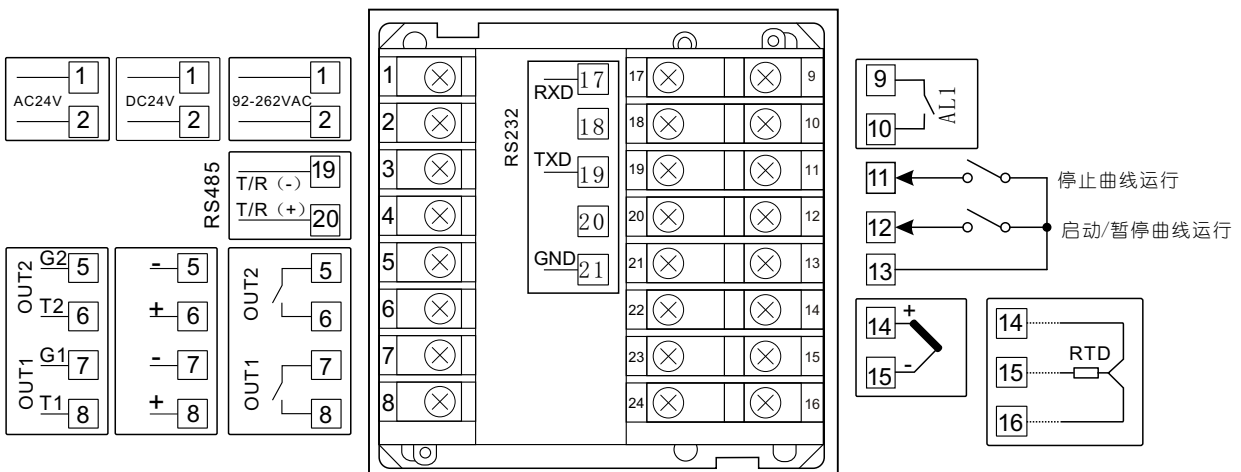 1
AC24V
2
1
DC24V
2
1
92-262VAC
2
RS485
T/R（-）19
T/R（+）20
OUT2
G2 5
T2 6
OUT1
G1 7
T1 8
- 5
+ 6
- 7
+ 8
OUT2
5
6
OUT1
7
8
1
2
3
4
5
6
7
8
RS232
RXD 17
18
TXD 19
20
GND 21
17 9
18 10
19 11
20 12
21 13
22 14
23 15
24 16
9
10
AL1
11 停止曲线运行
12 启动/暂停曲线运行
13
14 +
15 -
14
15 RTD
16